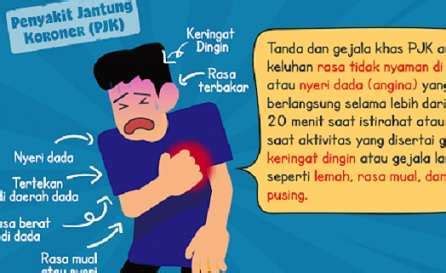 Penyakit Jantung
Koroner (PJK)
Keringat
Dingin
Rasa
terbakar
Nyeri dada
Tertekan
di daerah dada
berat
di dada
Rasa mual
atau nyeri
Tanda dan gejala khas PJK
keluhan rasa tidak nyaman di
atau nyeri dada (angina) yang
berlangsung selama lebih dari
20 menit saat istirahat atau
saat aktivitas yang disertai
keringat dingin atau gejala
seperti lemah, rasa mual, dan
pusing.